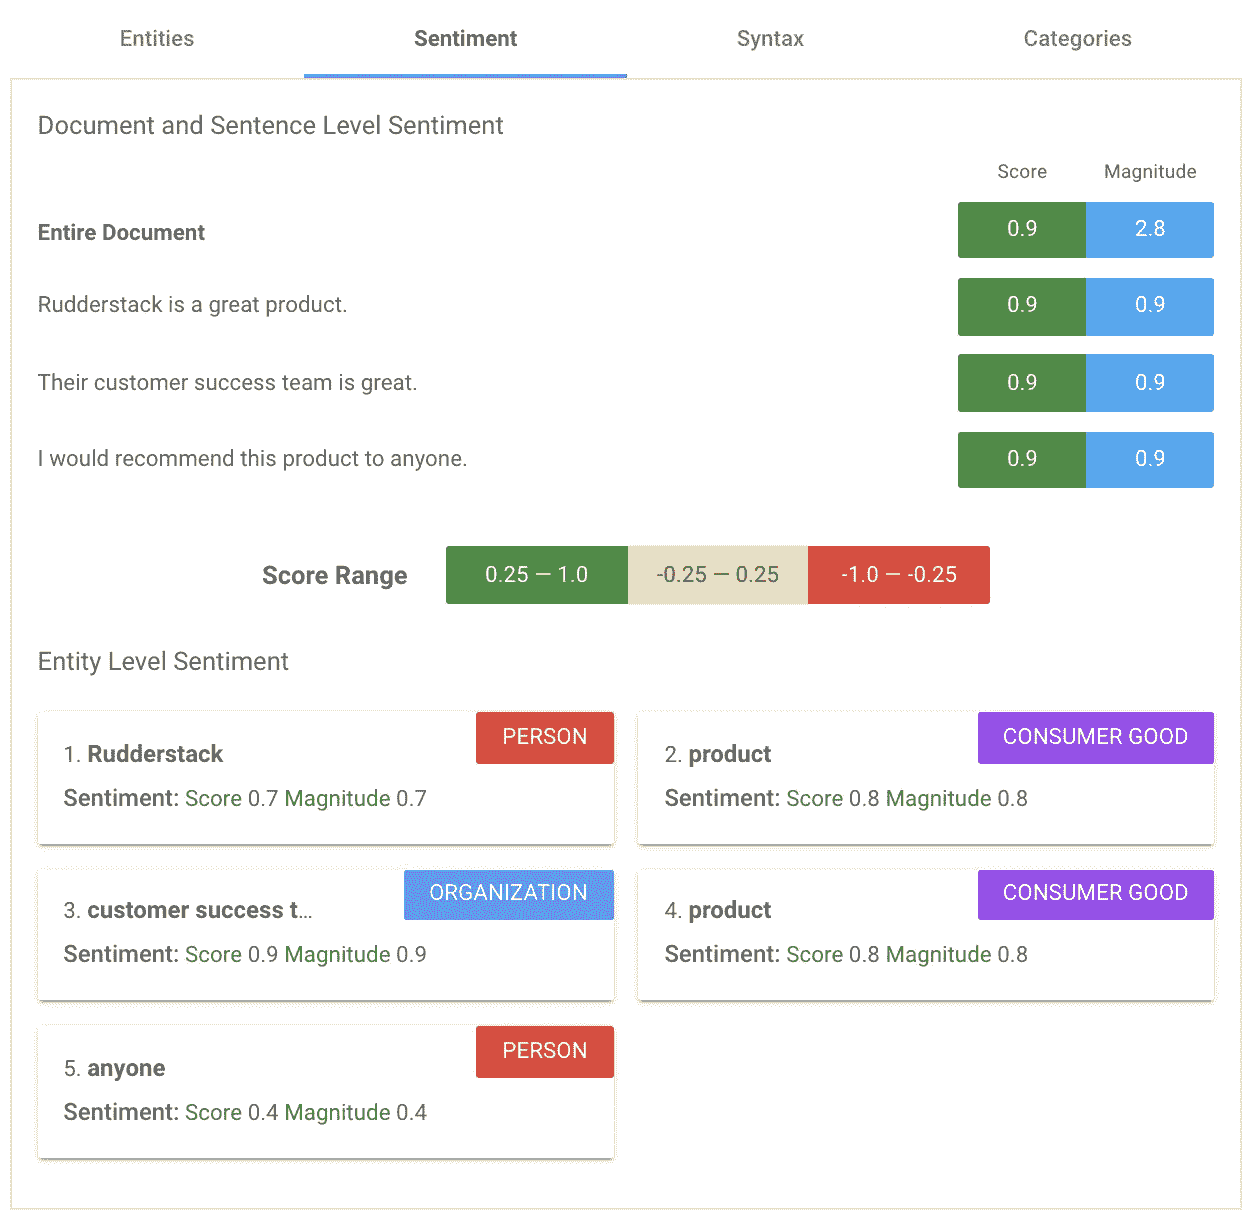 Entities Sentiment Syntax Categories
Document and Sentence Level Sentiment
Score Magnitude
Entire Document 0.9 2.8
Rudderstack is a great product. 0.9 0.9
Their customer success team is great. 0.9 0.9
I would recommend this product to anyone. 0.9 0.9
Score Range 0.25 — 1.0 -0.25 — 0.25 -1.0 — -0.25
Entity Level Sentiment
1. Rudderstack PERSON
Sentiment: Score 0.7 Magnitude 0.7
2. product CONSUMER GOOD
Sentiment: Score 0.8 Magnitude 0.8
3. customer success t... ORGANIZATION
Sentiment: Score 0.9 Magnitude 0.9
4. product CONSUMER GOOD
Sentiment: Score 0.8 Magnitude 0.8
5. anyone PERSON
Sentiment: Score 0.4 Magnitude 0.4